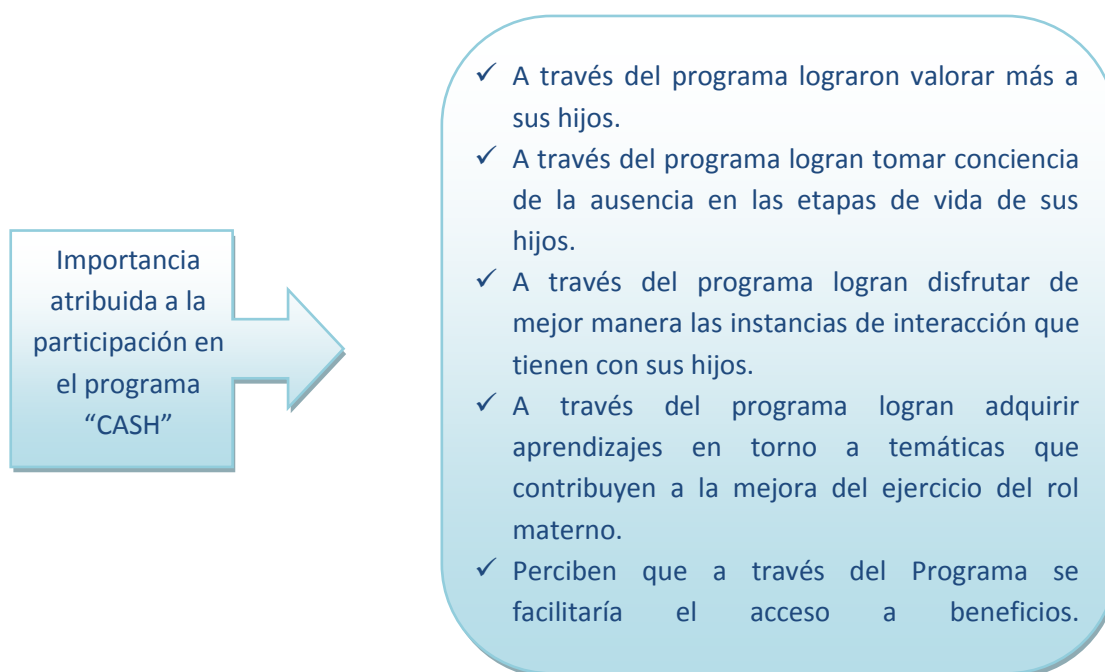 Importancia
atribuida a la
participación en
el programa
“CASH”
✓ A través del programa lograron valorar más a
sus hijos.
✓ A través del programa logran tomar conciencia
de la ausencia en las etapas de vida de sus
hijos.
✓ A través del programa logran disfrutar de
mejor manera las instancias de interacción que
tienen con sus hijos.
✓ A través del programa logran adquirir
aprendizajes en torno a temáticas que
contribuyen a la mejora del ejercicio del rol
materno.
✓ Perciben que a través del Programa se
facilitaría el acceso a beneficios.